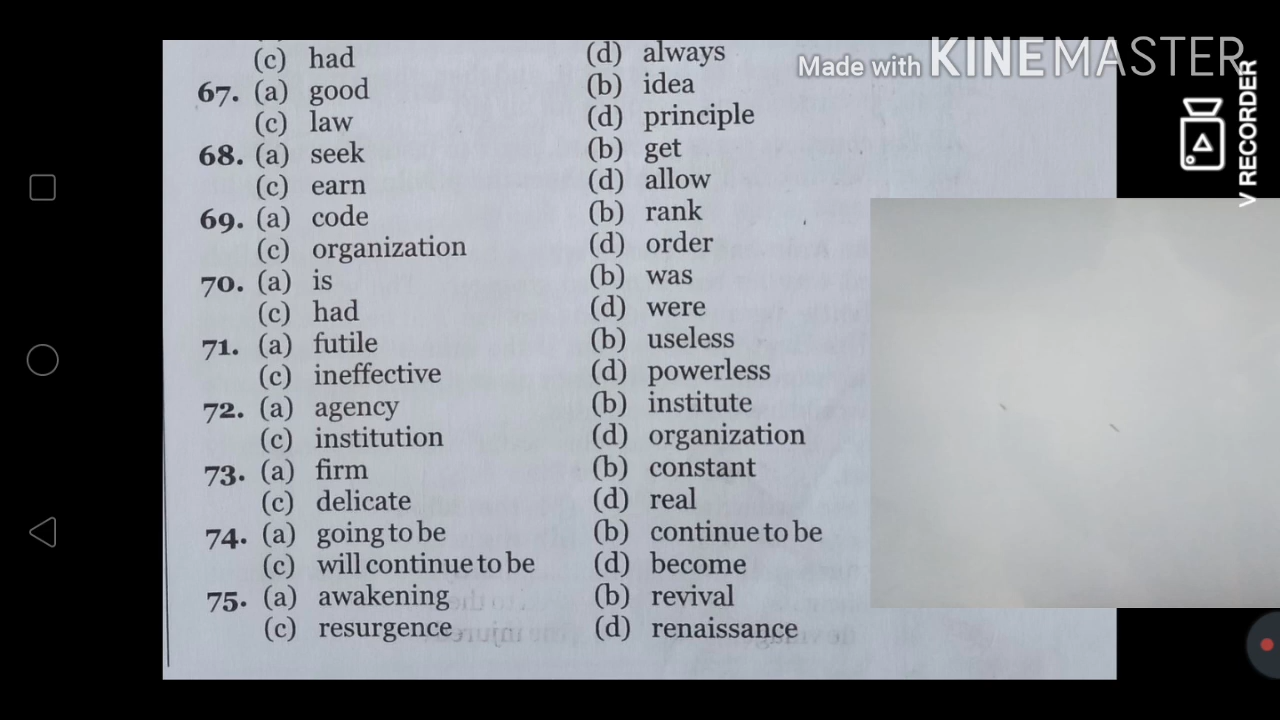 (c) had (d) always
67. (a) good (b) idea
(c) law (d) principle
68. (a) seek (b) get
(c) earn (d) allow
69. (a) code (b) rank
(c) organization (d) order
70. (a) is (b) was
(c) had (d) were
71. (a) futile (b) useless
(c) ineffective (d) powerless
72. (a) agency (b) institute
(c) institution (d) organization
73. (a) firm (b) constant
(c) delicate (d) real
74. (a) going to be (b) continue to be
(c) will continue to be (d) become
75. (a) awakening (b) revival
(c) resurgence (d) renaissance
Made with KINEMASTER
V RECORDER